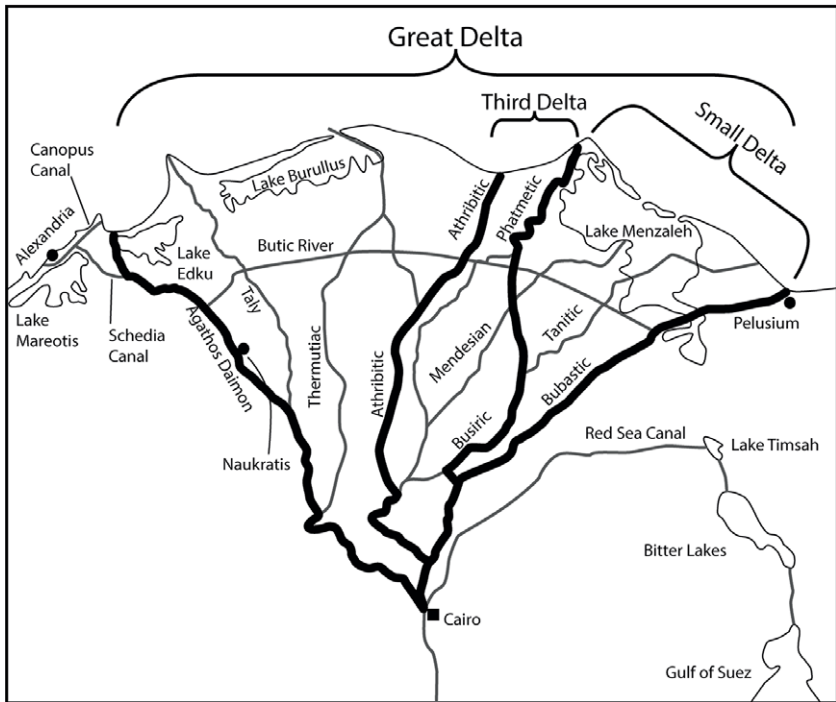 Great Delta
Third Delta
Small Delta
Canopus
Canal
Alexandria
Lake Burullus
Athribitic
Phatmetic
Lake Menzaleh
Butic River
Lake
Edku
Lake
Mareotis
Schedia
Canal
Agathos Daimon
Taly
Thermutiac
Athribitic
Mendesian
Tanitic
Pelusium
Bubastic
Busiric
Naukratis
Red Sea Canal
Lake Timsah
Bitter Lakes
Cairo
Gulf of Suez